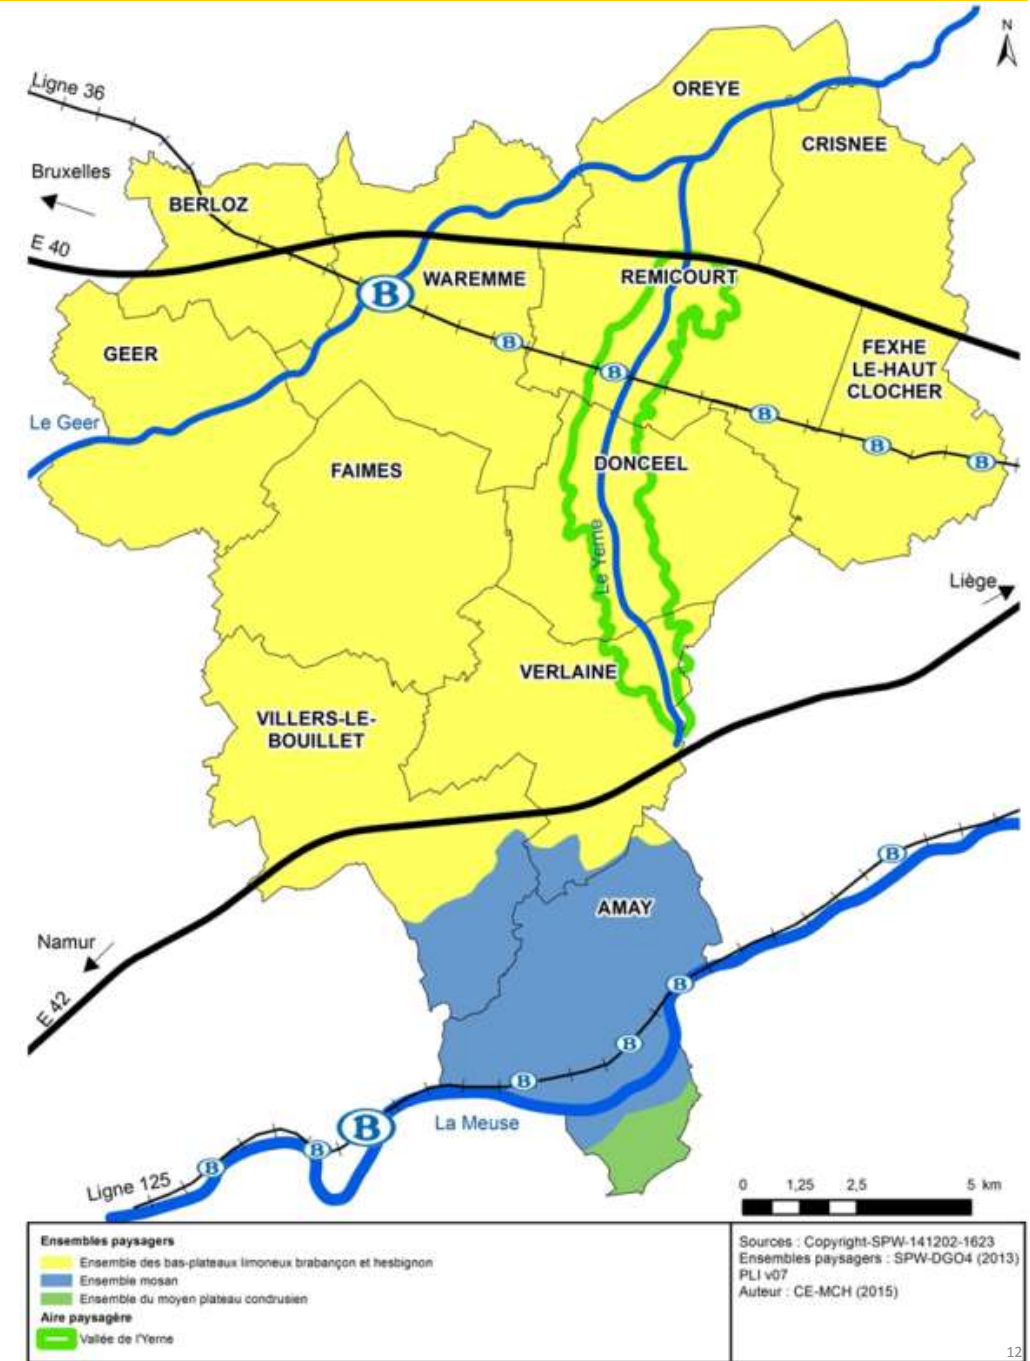 N
OREYE
Ligne 36
CRISNEE
Bruxelles
BERLOZ
E 40
WAREMME
REMICOURT
B
GEER
B
FEXHE
LE-HAUT
CLOCHER
B
Le Geer
B
B
B
FAIMES
DONCEEL
Le Yerne
Liège
VERLAINE
VILLERS-LE-
BOUILLET
B
AMAY
Namur
B
E 42
B
B
B
La Meuse
B
B
Ligne 125
0 1,25 2,5 5 km
Ensembles paysagers
Ensemble des bas-plateaux limoneux brabançon et hesbignon
Ensemble mosan
Ensemble du moyen plateau condrusien
Aire paysagère
Vallée de l'Yerne
Sources : Copyright-SPW-141202-1623
Ensembles paysagers : SPW-DGO4 (2013)
PLI v07
Auteur : CE-MCH (2015)
12